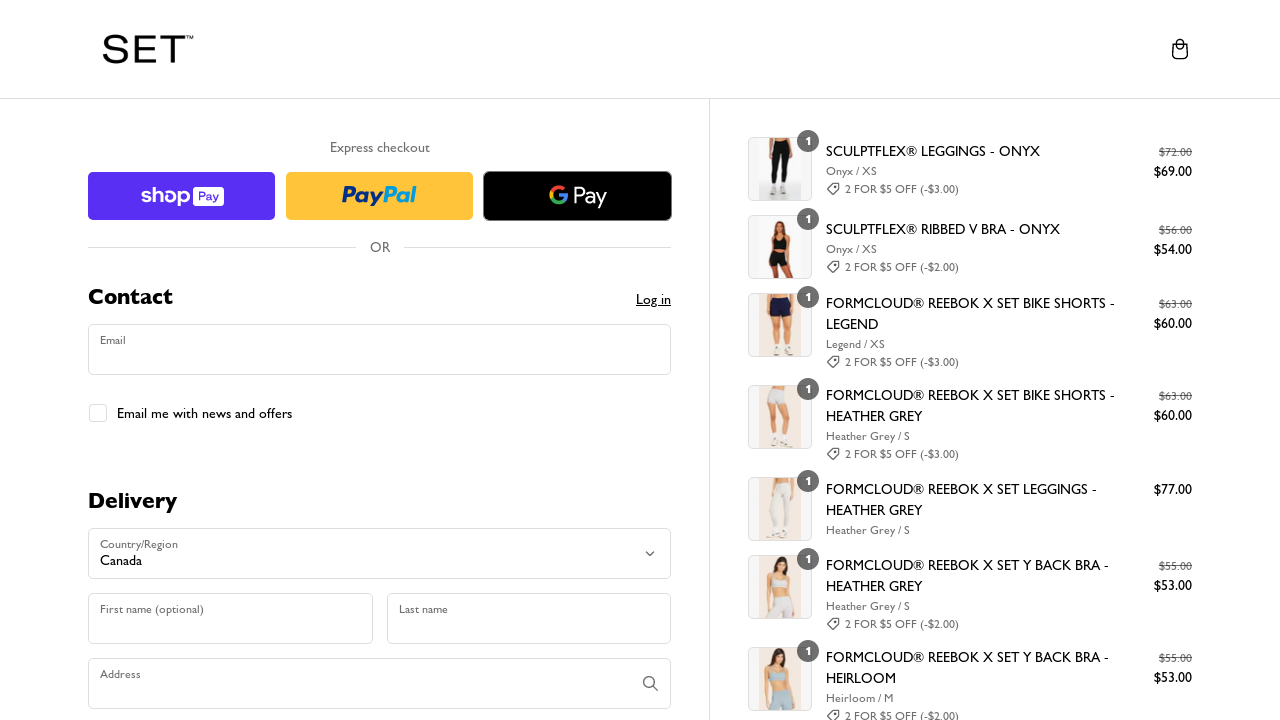 SET™
Express checkout
shop Pay
PayPal
G Pay
OR
Contact
Log in
Email
Email me with news and offers
Delivery
Country/Region
Canada
First name (optional)
Last name
Address
1
SCULPTFLEX® LEGGINGS - ONYX
$72.00
Onyx / XS
$69.00
2 FOR $5 OFF (-$3.00)
1
SCULPTFLEX® RIBBED V BRA - ONYX
$56.00
Onyx / XS
$54.00
2 FOR $5 OFF (-$2.00)
1
FORMCLOUD® REEBOK X SET BIKE SHORTS -
LEGEND
$63.00
$60.00
Legend / XS
2 FOR $5 OFF (-$3.00)
1
FORMCLOUD® REEBOK X SET BIKE SHORTS -
HEATHER GREY
$63.00
$60.00
Heather Grey / S
2 FOR $5 OFF (-$3.00)
1
FORMCLOUD® REEBOK X SET LEGGINGS -
HEATHER GREY
$77.00
Heather Grey / S
1
FORMCLOUD® REEBOK X SET Y BACK BRA -
HEATHER GREY
$55.00
$53.00
Heather Grey / S
2 FOR $5 OFF (-$2.00)
1
FORMCLOUD® REEBOK X SET Y BACK BRA -
HEIRLOOM
$55.00
$53.00
Heirloom / M
2 FOR $5 OFF (-$2.00)